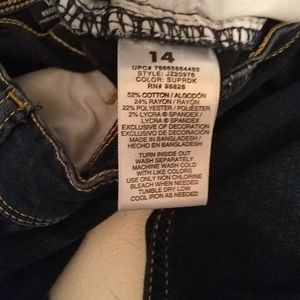 14
UPC# 78665864462
STYLE: JZ20976
COLOR: SUPRDK
RN# 98826
52% COTTON / ALGODÓN
24% RAYON / RAYÓN
22% POLYESTER / POLIÉSTER
2% LYCRA ® SPANDEX /
LYCRA ® SPANDEX
EXCLUSIVE OF DECORATION
EXCLUSIVO DE DECORACIÓN
MADE IN BANGLADESH /
HECHO EN BANGLADESH
TURN INSIDE OUT
WASH SEPARATELY
MACHINE WASH COLD
WITH LIKE COLORS
USE ONLY NON CHLORINE
BLEACH WHEN NEEDED
TUMBLE DRY LOW
COOL IRON AS NEEDED